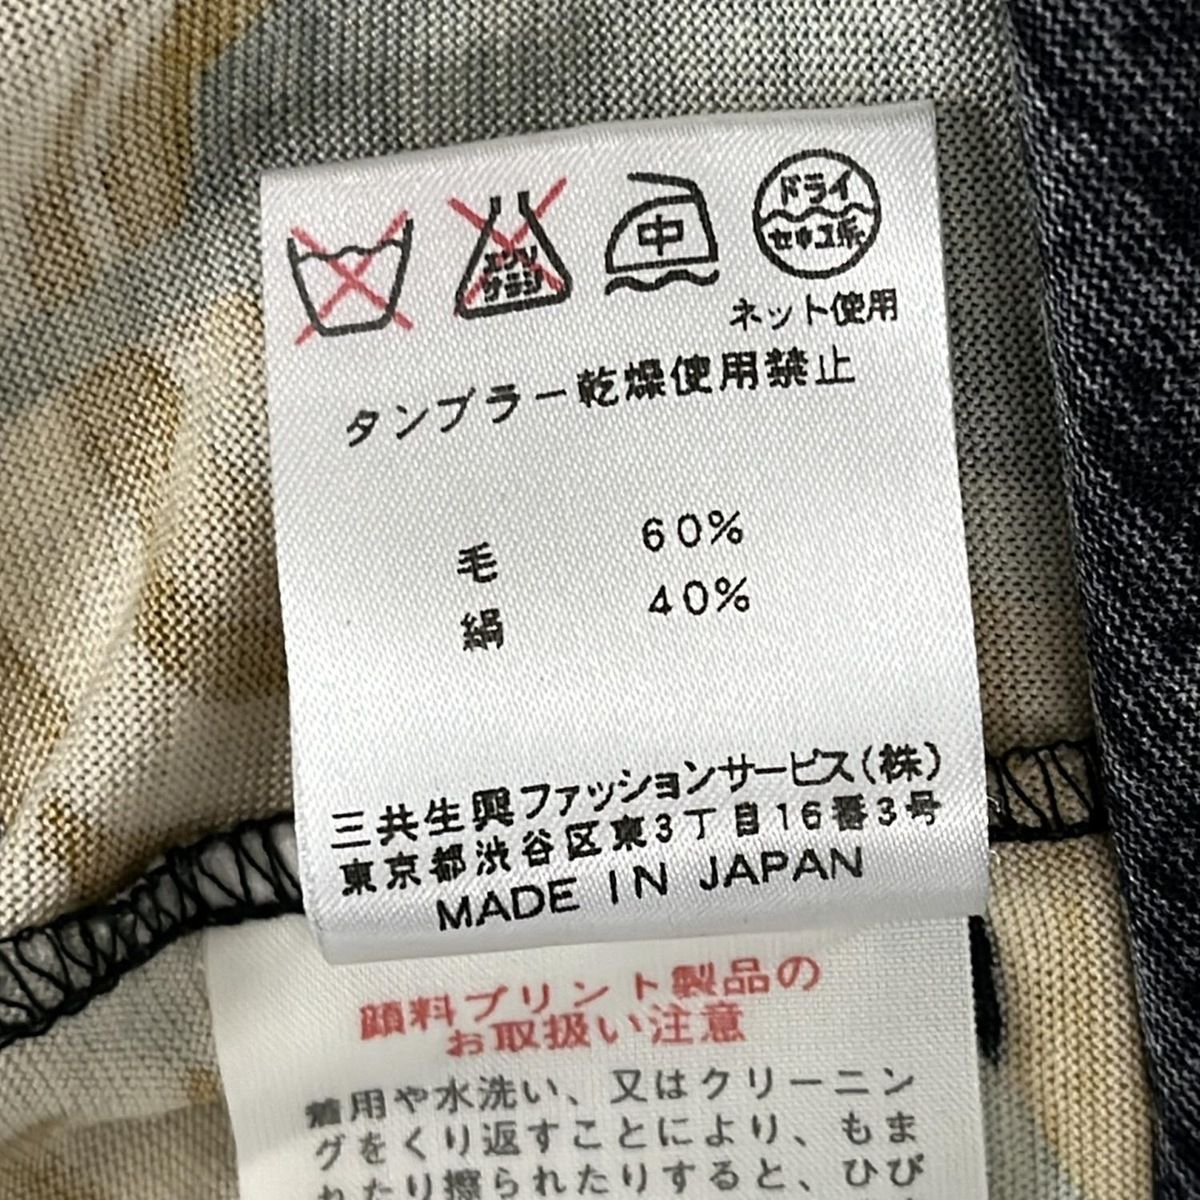 エンソ
サラシ
中
ドライ
セキユ系
ネット使用
タンブラー乾燥使用禁止
毛 60%
絹 40%
三共生興ファッションサービス(株)
東京都渋谷区東3丁目16番3号
MADE IN JAPAN
顔料プリント製品の
お取扱い注意
着用や水洗い、又はクリーニン
グをくり返すことにより、もま
れたり擦られたりすると、ひび